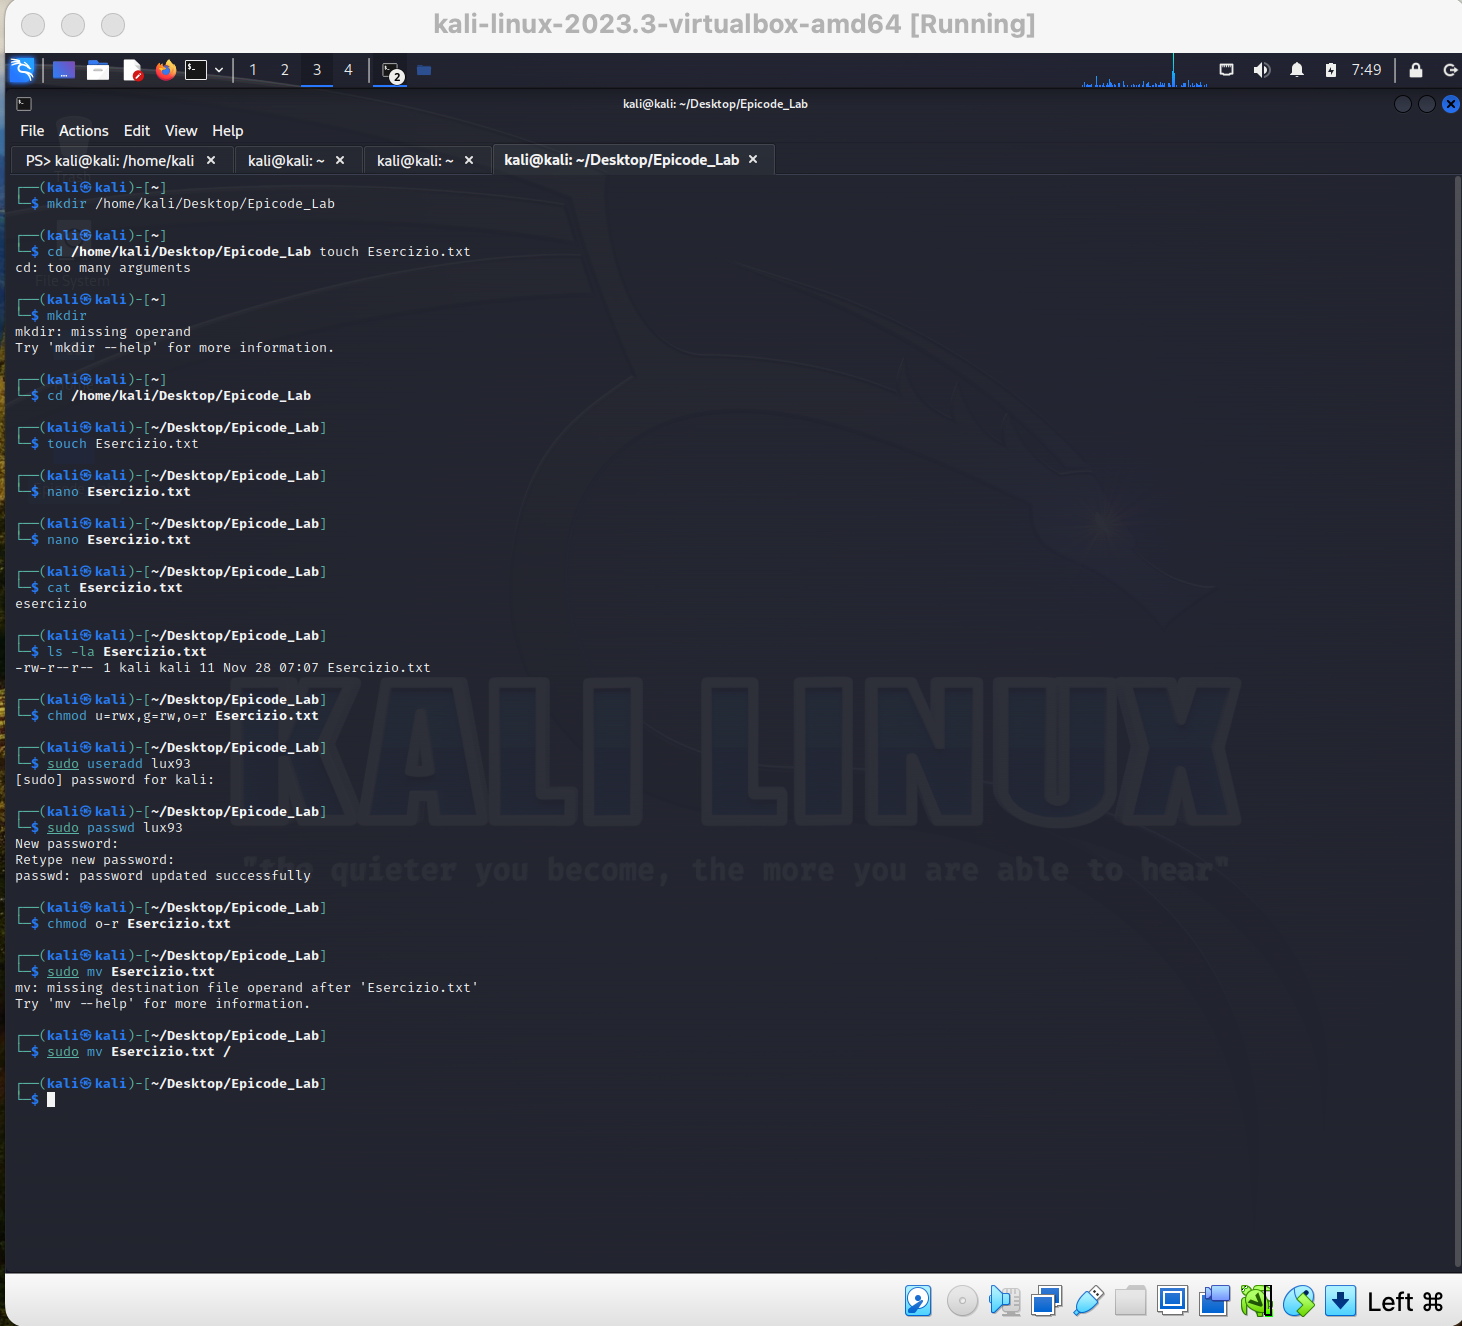 kali-linux-2023.3-virtualbox-amd64 [Running]
1 2 3 4 2 7:49
kali@kali: ~/Desktop/Epicode_Lab
File Actions Edit View Help
PS> kali@kali: /home/kali × kali@kali: ~ × kali@kali: ~ × kali@kali: ~/Desktop/Epicode_Lab ×
┌──(kali㉿kali)-[~]
└─$ mkdir /home/kali/Desktop/Epicode_Lab
┌──(kali㉿kali)-[~]
└─$ cd /home/kali/Desktop/Epicode_Lab touch Esercizio.txt
cd: too many arguments
File System
┌──(kali㉿kali)-[~]
└─$ mkdir
mkdir: missing operand
Try 'mkdir --help' for more information.
┌──(kali㉿kali)-[~]
└─$ cd /home/kali/Desktop/Epicode_Lab
┌──(kali㉿kali)-[~/Desktop/Epicode_Lab]
└─$ touch Esercizio.txt
┌──(kali㉿kali)-[~/Desktop/Epicode_Lab]
└─$ nano Esercizio.txt
┌──(kali㉿kali)-[~/Desktop/Epicode_Lab]
└─$ nano Esercizio.txt
┌──(kali㉿kali)-[~/Desktop/Epicode_Lab]
└─$ cat Esercizio.txt
esercizio
┌──(kali㉿kali)-[~/Desktop/Epicode_Lab]
└─$ ls -la Esercizio.txt
-rw-r--r-- 1 kali kali 11 Nov 28 07:07 Esercizio.txt
┌──(kali㉿kali)-[~/Desktop/Epicode_Lab]
└─$ chmod u=rwx,g=rw,o=r Esercizio.txt
┌──(kali㉿kali)-[~/Desktop/Epicode_Lab]
└─$ sudo useradd lux93
[sudo] password for kali:
KALI LINUX
┌──(kali㉿kali)-[~/Desktop/Epicode_Lab]
└─$ sudo passwd lux93
New password:
Retype new password:
passwd: password updated successfully
"the quieter you become, the more you are able to hear"
┌──(kali㉿kali)-[~/Desktop/Epicode_Lab]
└─$ chmod o-r Esercizio.txt
┌──(kali㉿kali)-[~/Desktop/Epicode_Lab]
└─$ sudo mv Esercizio.txt
mv: missing destination file operand after 'Esercizio.txt'
Try 'mv --help' for more information.
┌──(kali㉿kali)-[~/Desktop/Epicode_Lab]
└─$ sudo mv Esercizio.txt /
┌──(kali㉿kali)-[~/Desktop/Epicode_Lab]
└─$
Left ⌘